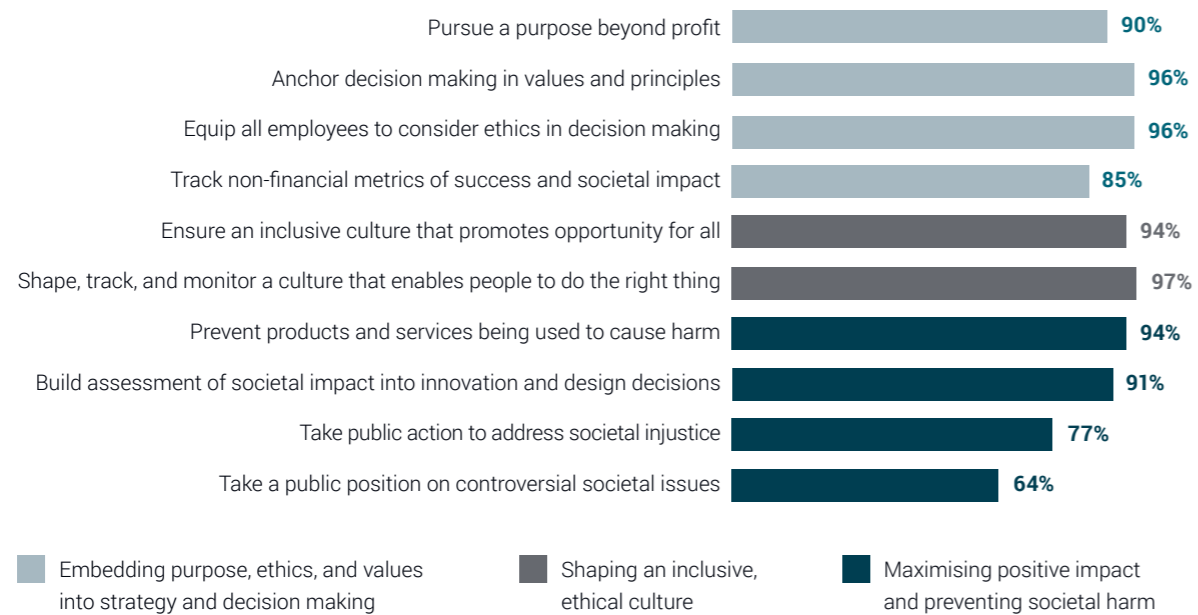 Pursue a purpose beyond profit 90%
Anchor decision making in values and principles 96%
Equip all employees to consider ethics in decision making 96%
Track non-financial metrics of success and societal impact 85%
Ensure an inclusive culture that promotes opportunity for all 94%
Shape, track, and monitor a culture that enables people to do the right thing 97%
Prevent products and services being used to cause harm 94%
Build assessment of societal impact into innovation and design decisions 91%
Take public action to address societal injustice 77%
Take a public position on controversial societal issues 64%
Embedding purpose, ethics, and values
into strategy and decision making
Shaping an inclusive,
ethical culture
Maximising positive impact
and preventing societal harm